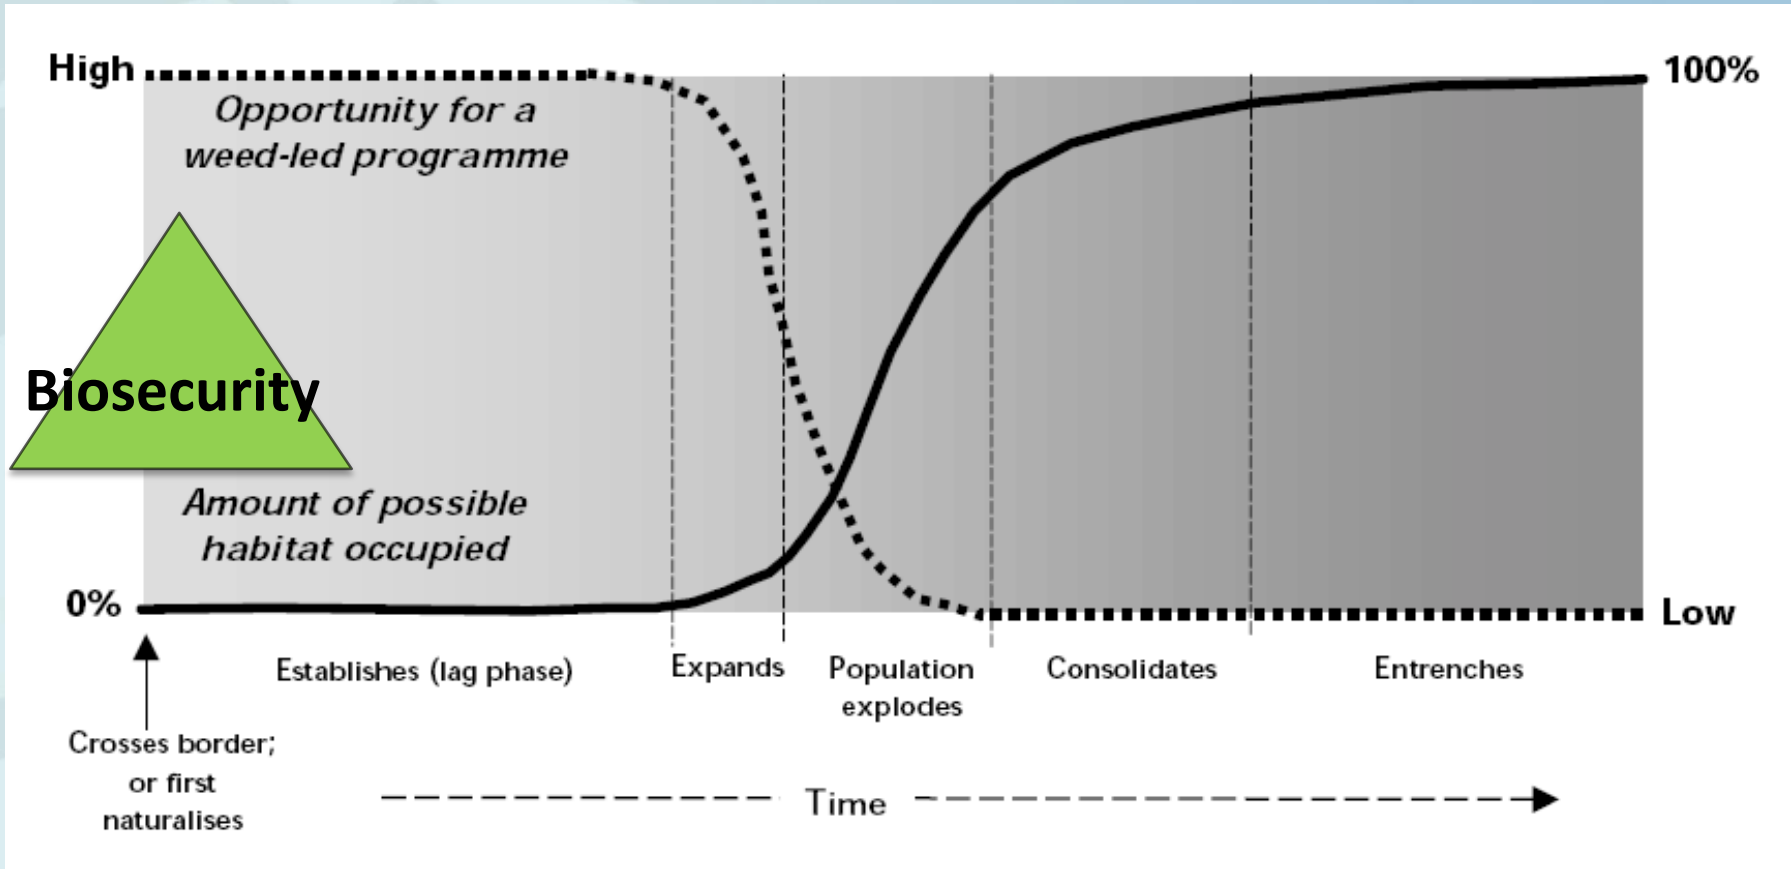 High
100%
Opportunity for a
weed-led programme
Biosecurity
Amount of possible
habitat occupied
0%
Low
Establishes (lag phase)
Expands
Population
explodes
Consolidates
Entrenches
Crosses border;
or first
naturalises
Time